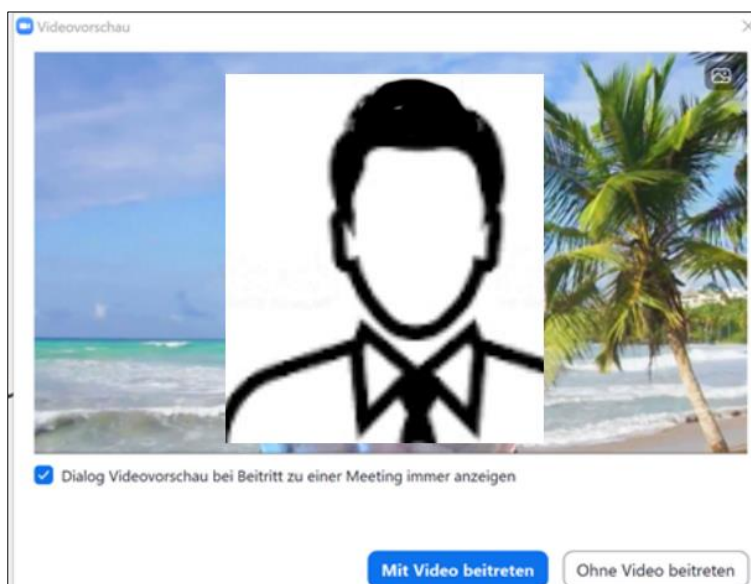 Videovorschau
Dialog Videovorschau bei Beitritt zu einer Meeting immer anzeigen
Mit Video beitreten
Ohne Video beitreten